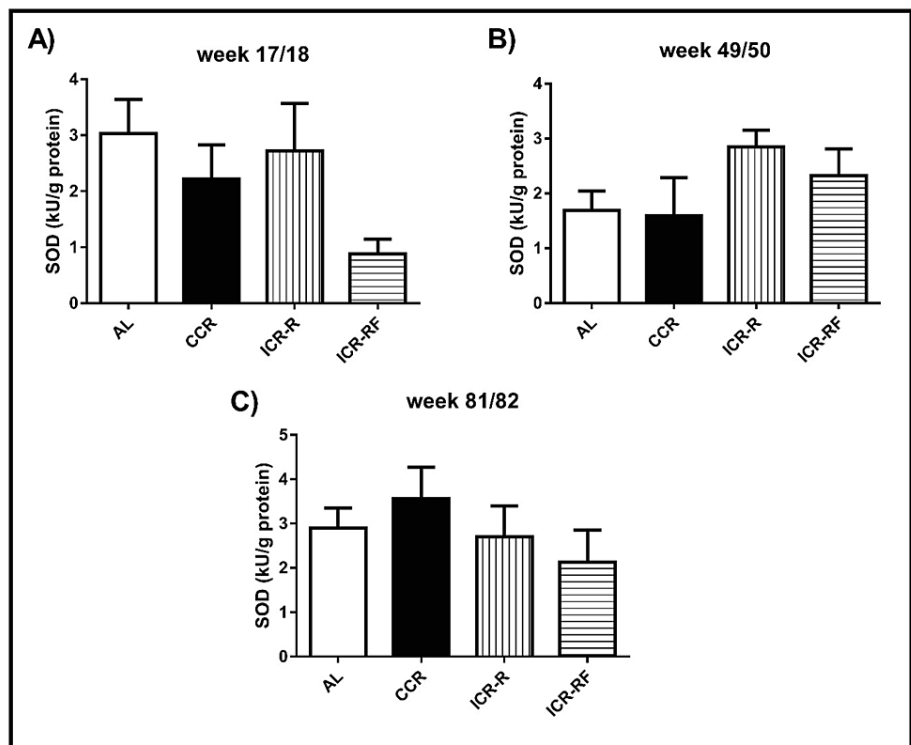 A)
week 17/18
SOD (kU/g protein)
4
3
2
1
0
AL
CCR
ICR-R
ICR-RF
B)
week 49/50
SOD (kU/g protein)
4
3
2
1
0
AL
CCR
ICR-R
ICR-RF
C)
week 81/82
SOD (kU/g protein)
5
4
3
2
1
0
AL
CCR
ICR-R
ICR-RF